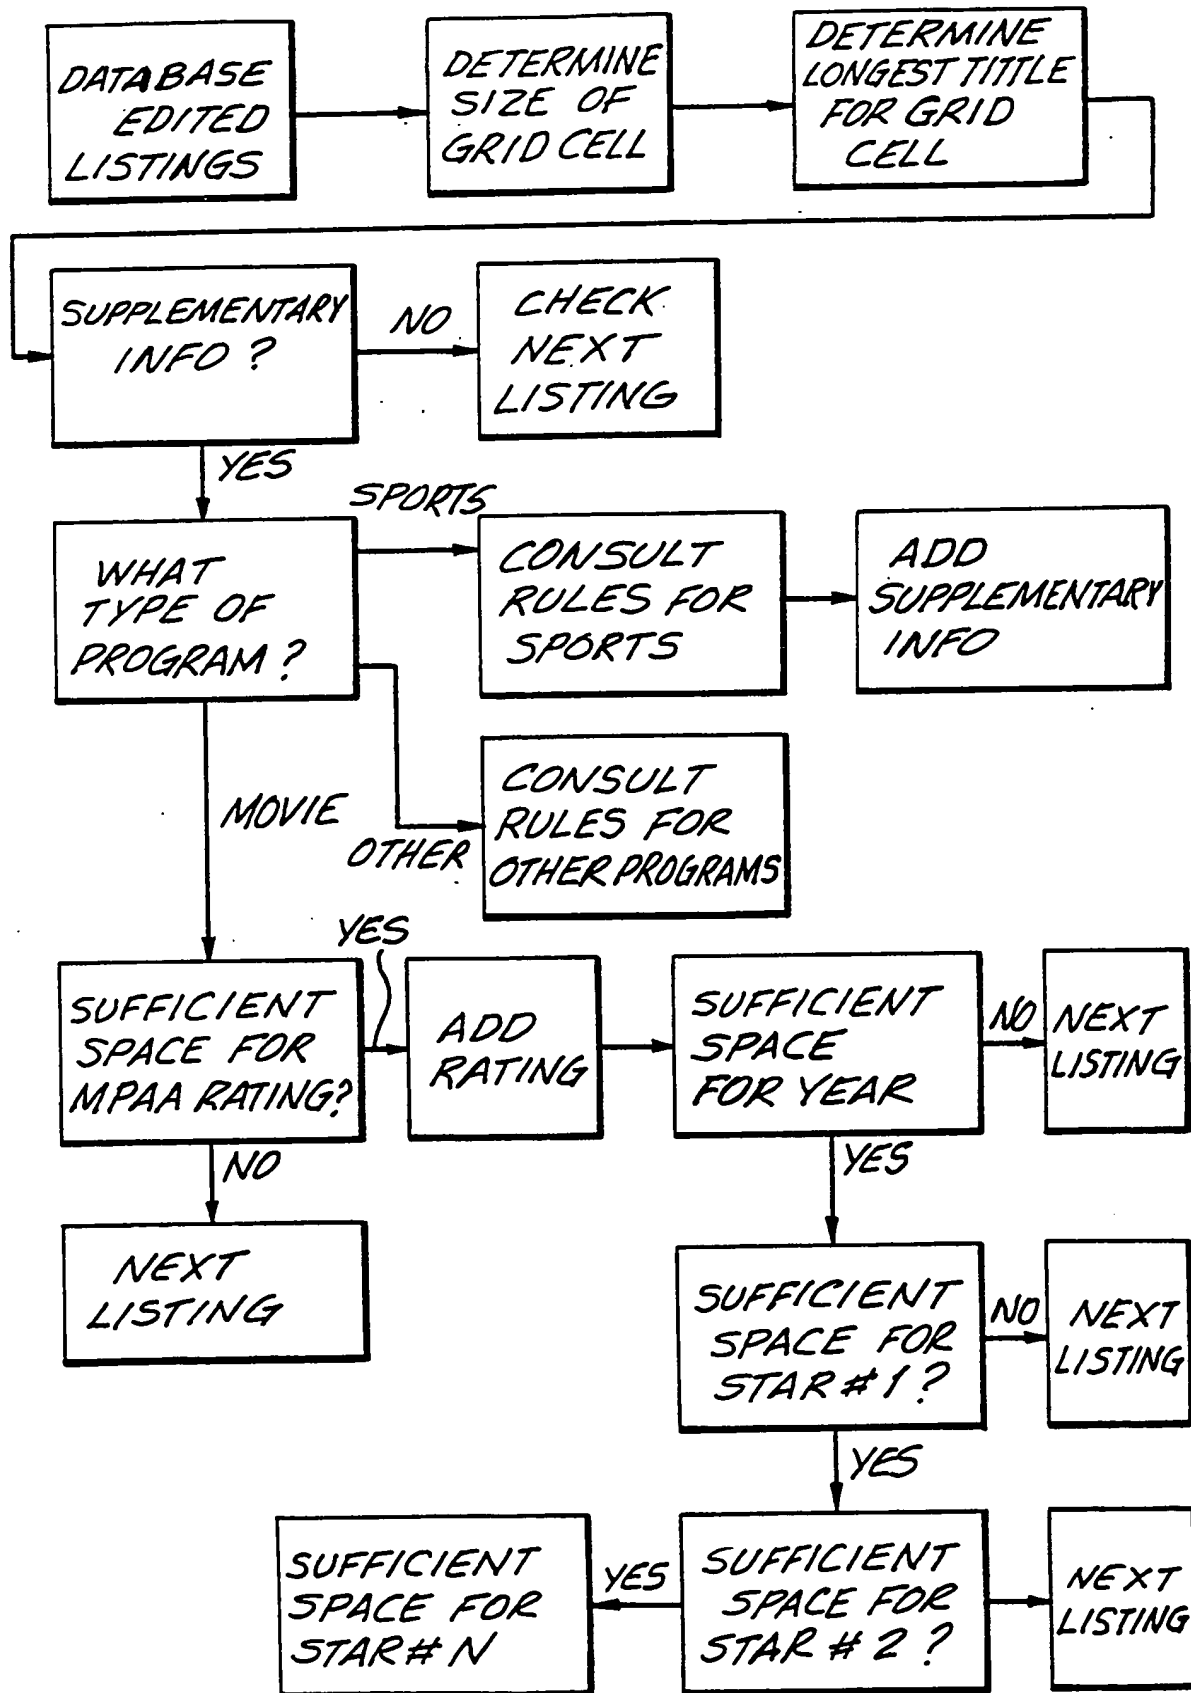 DATABASE
EDITED
LISTINGS
DETERMINE
SIZE OF
GRID CELL
DETERMINE
LONGEST TITTLE
FOR GRID
CELL
SUPPLEMENTARY
INFO?
NO
CHECK
NEXT
LISTING
YES
SPORTS
WHAT
TYPE OF
PROGRAM?
CONSULT
RULES FOR
SPORTS
ADD
SUPPLEMENTARY
INFO
MOVIE
OTHER
CONSULT
RULES FOR
OTHER PROGRAMS
YES
SUFFICIENT
SPACE FOR
MPAA RATING?
ADD
RATING
SUFFICIENT
SPACE
FOR YEAR
NO
NEXT
LISTING
NO
YES
NEXT
LISTING
SUFFICIENT
SPACE FOR
STAR #1?
NO
NEXT
LISTING
YES
SUFFICIENT
SPACE FOR
STAR # N
YES
SUFFICIENT
SPACE FOR
STAR #2?
NEXT
LISTING